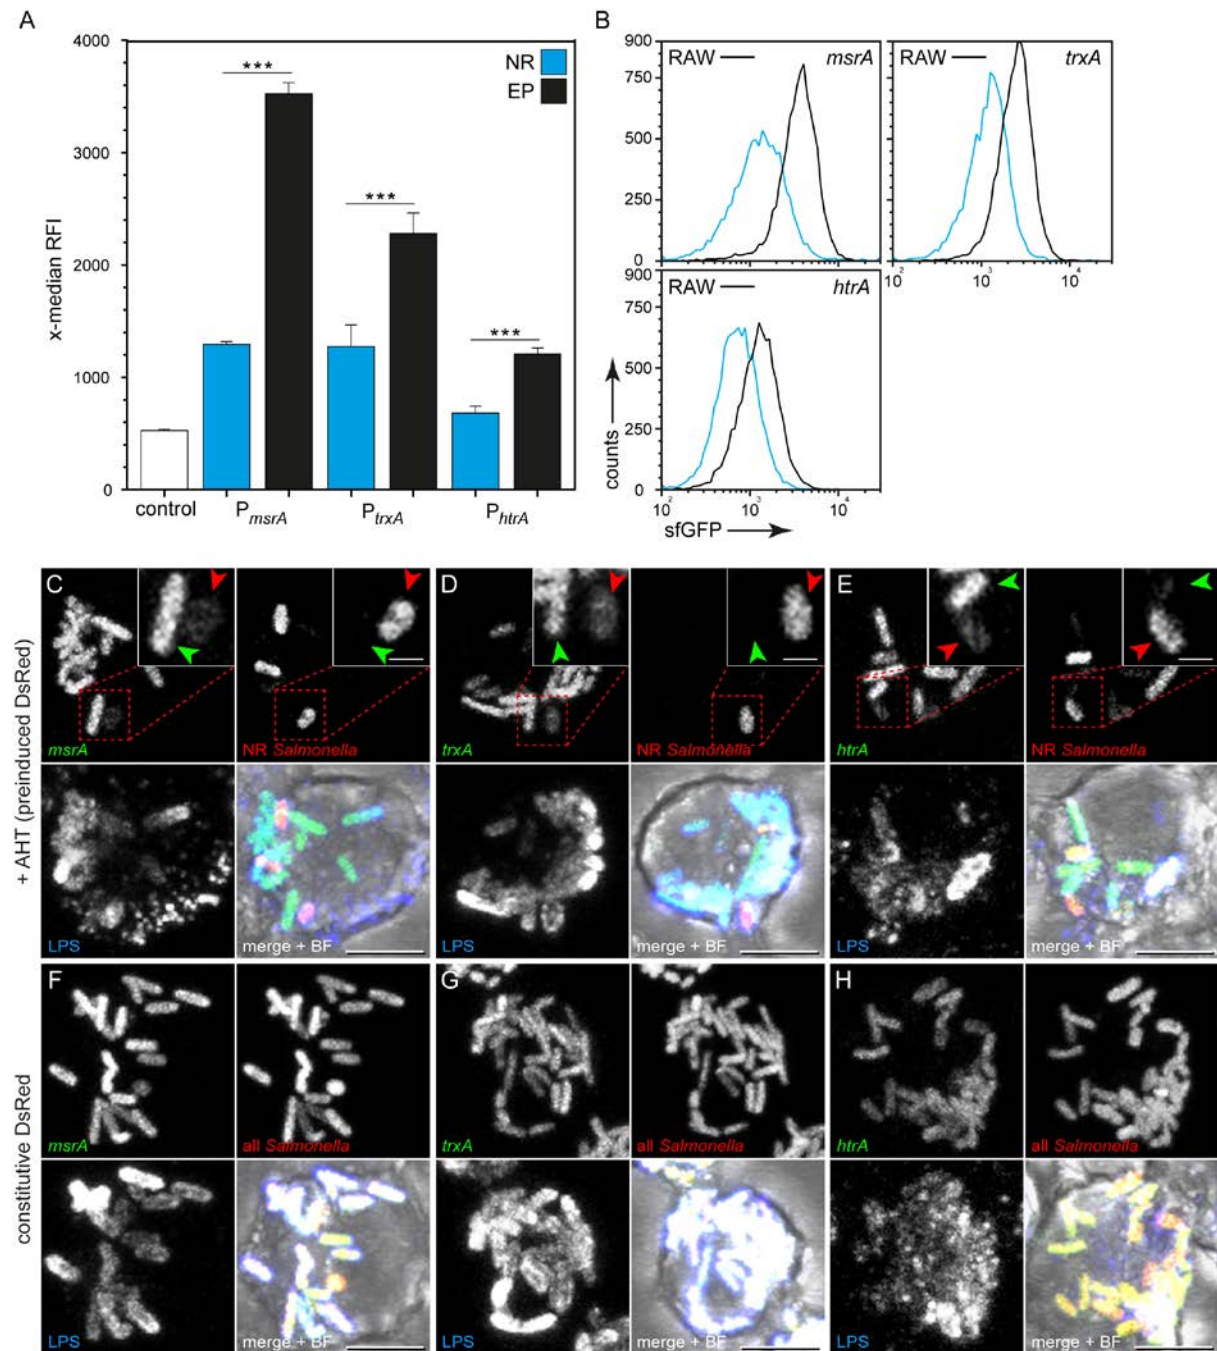 A
4000
3000
2000
1000
0
x-median RFI
NR
EP
***
***
***
control
PmsrA
PtrxA
PhtrA
B
900
750
500
250
0
RAW
msrA
RAW
trxA
10²
10³
10⁴
900
750
500
250
0
RAW
htrA
10²
10³
10⁴
counts
sfGFP
+ AHT (preinduced DsRed)
C
msrA
NR Salmonella
D
trxA
NR Salmonella
E
htrA
NR Salmonella
LPS
merge + BF
LPS
merge + BF
LPS
merge + BF
constitutive DsRed
F
msrA
all Salmonella
G
trxA
all Salmonella
H
htrA
all Salmonella
LPS
merge + BF
LPS
merge + BF
LPS
merge + BF